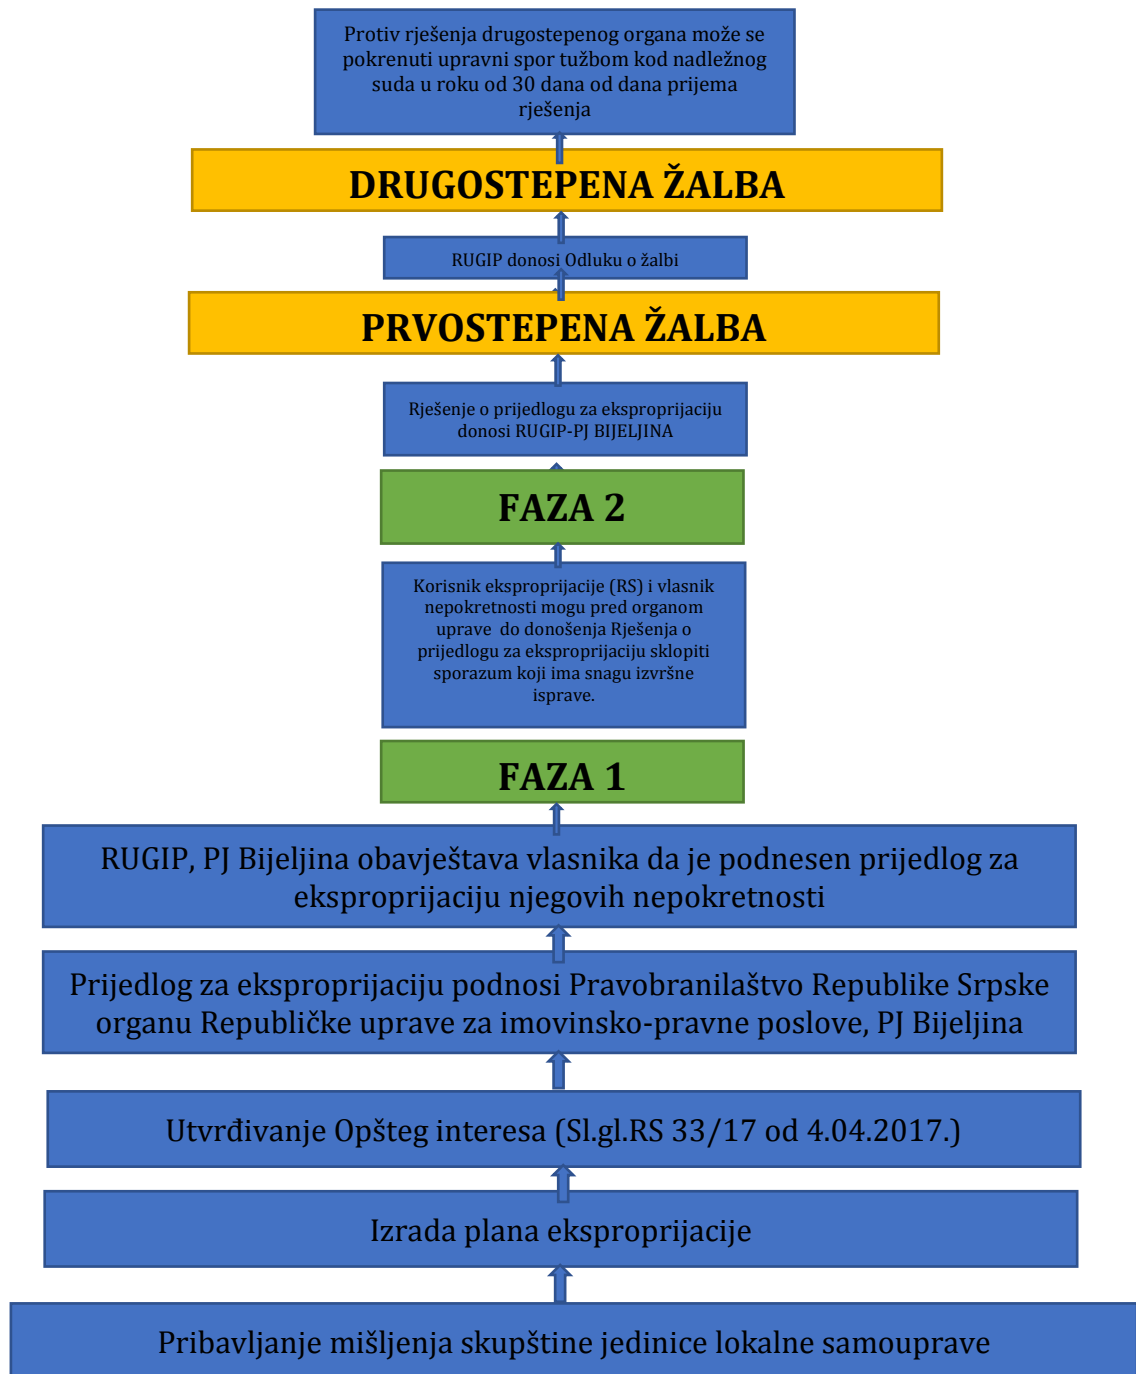 Protiv rješenja drugostepenog organa može se
pokrenuti upravni spor tužbom kod nadležnog
suda u roku od 30 dana od dana prijema
rješenja
DRUGOSTEPENA ŽALBA
RUGIP donosi Odluku o žalbi
PRVOSTEPENA ŽALBA
Rješenje o prijedlogu za eksproprijaciju
donosi RUGIP-PJ BIJELJINA
FAZA 2
Korisnik eksproprijacije (RS) i vlasnik
nepokretnosti mogu pred organom
uprave do donošenja Rješenja o
prijedlogu za eksproprijaciju sklopiti
sporazum koji ima snagu izvršne
isprave.
FAZA 1
RUGIP, PJ Bijeljina obavještava vlasnika da je podnesen prijedlog za
eksproprijaciju njegovih nepokretnosti
Prijedlog za eksproprijaciju podnosi Pravobranilaštvo Republike Srpske
organu Republičke uprave za imovinsko-pravne poslove, PJ Bijeljina
Utvrđivanje Opšteg interesa (Sl.gl.RS 33/17 od 4.04.2017.)
Izrada plana eksproprijacije
Pribavljanje mišljenja skupštine jedinice lokalne samouprave